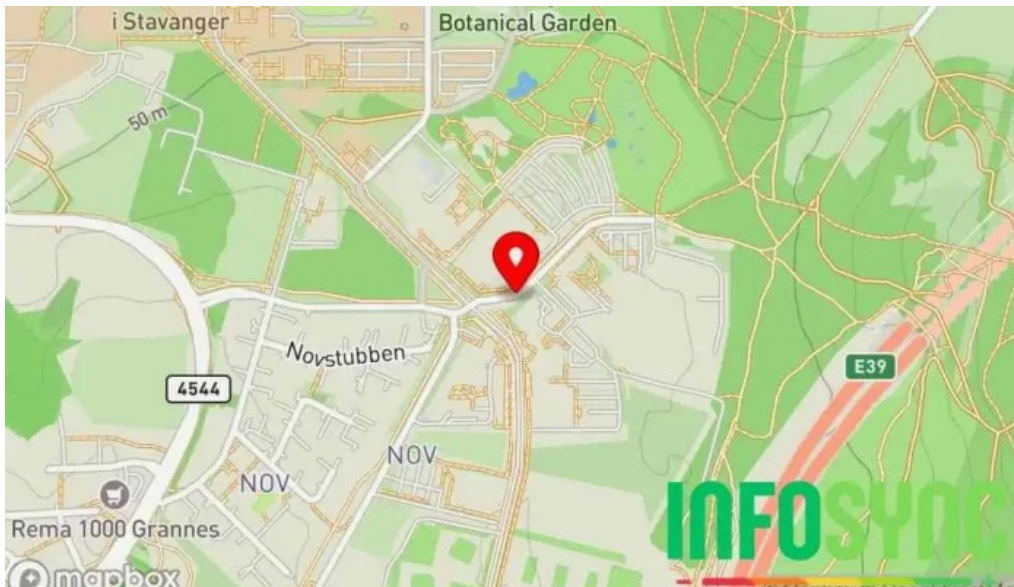 i Stavanger
Botanical Garden
50 m
Novstubben
4544
E39
NOV
NOV
Rema 1000 Grannes
INFOSYNC
mapbox